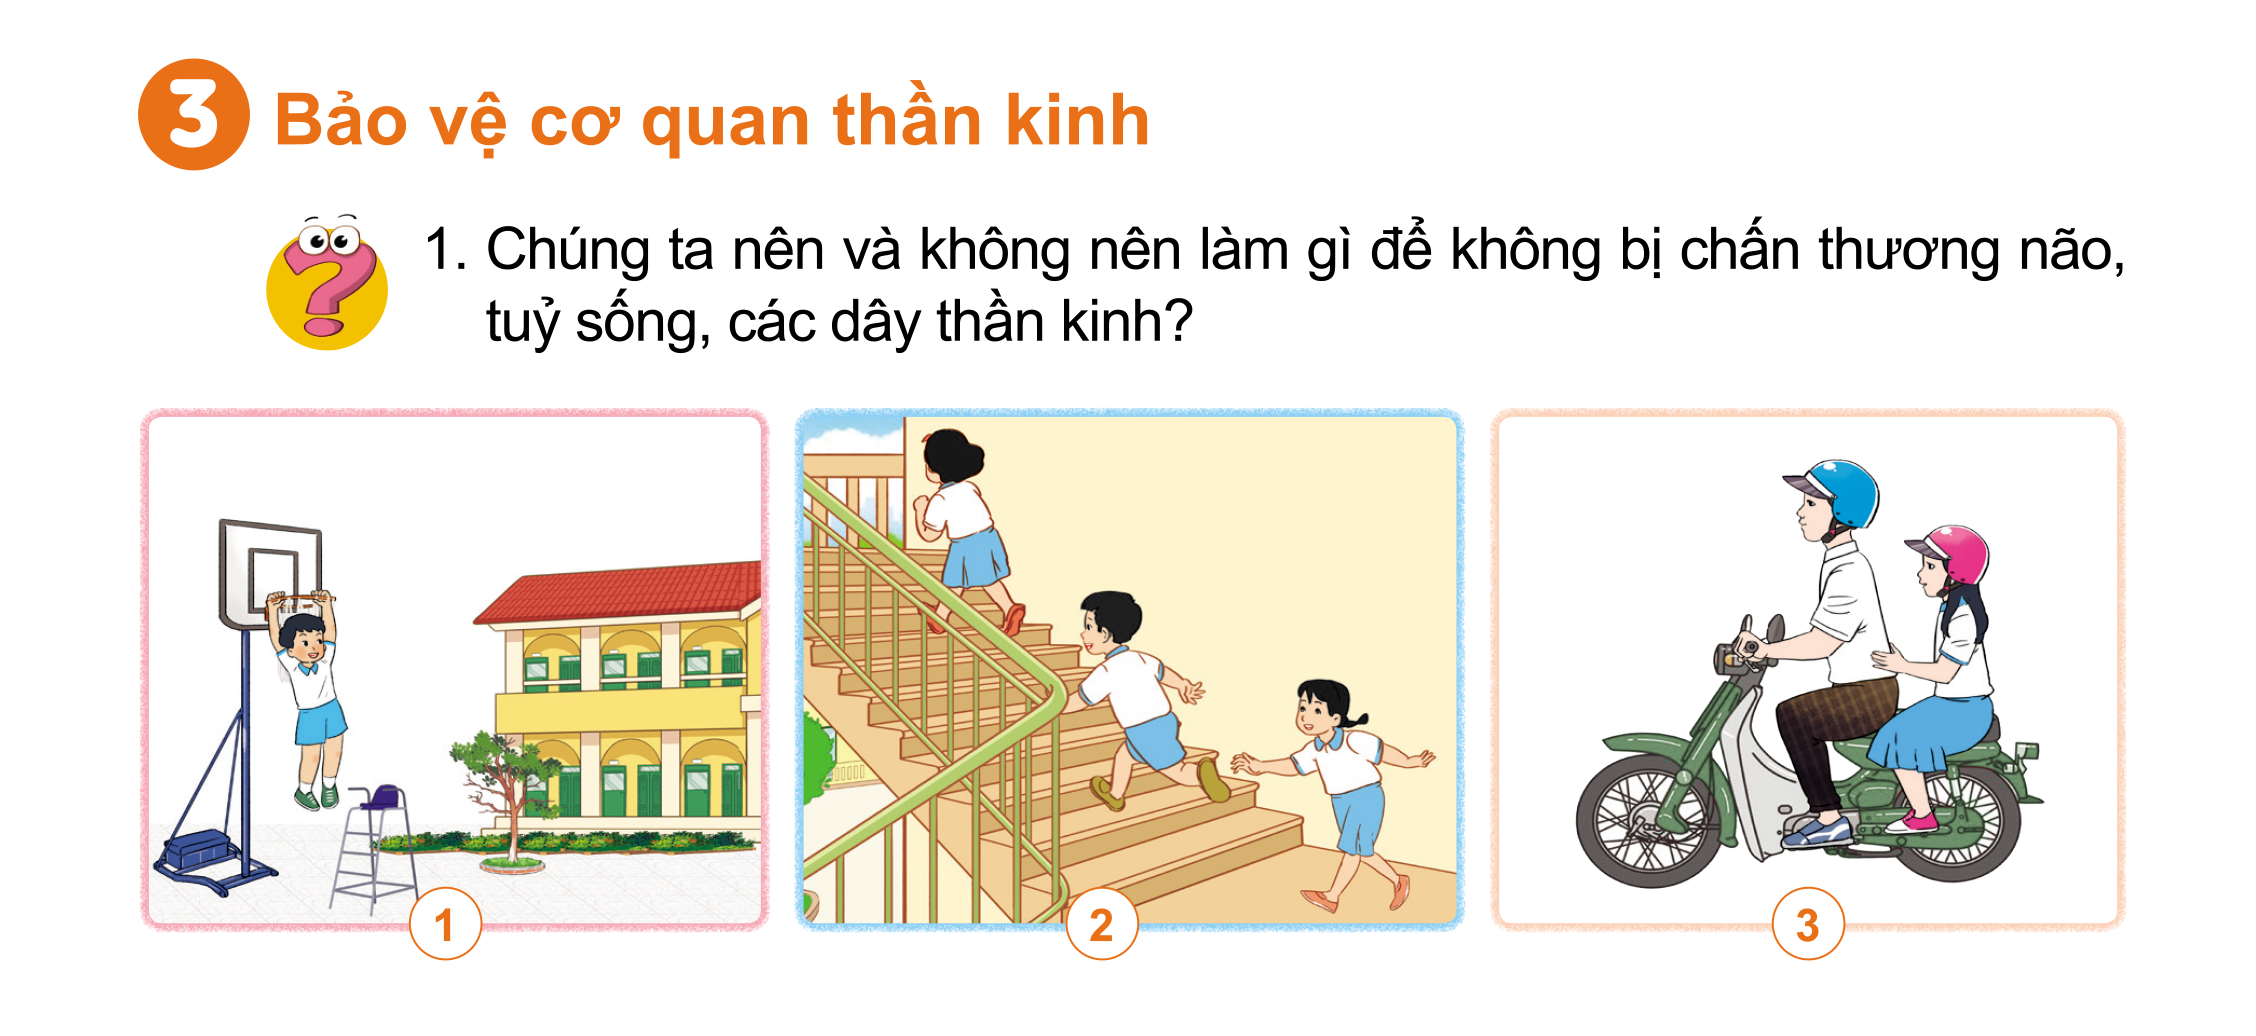 3 Bảo vệ cơ quan thần kinh
1. Chúng ta nên và không nên làm gì để không bị chấn thương não,
tuỷ sống, các dây thần kinh?
1
2
3